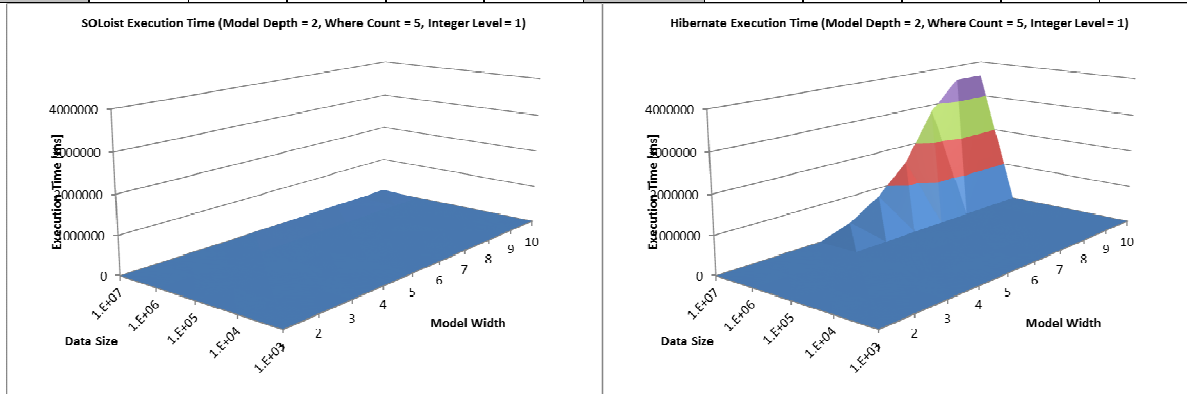 SOLoist Execution Time (Model Depth = 2, Where Count = 5, Integer Level = 1)
Execution Time [ms]
4000000
3000000
2000000
1000000
0
1.E+07
1.E+06
1.E+05
1.E+04
1.E+03
Data Size
2
3
4
5
6
7
8
9
10
Model Width
Hibernate Execution Time (Model Depth = 2, Where Count = 5, Integer Level = 1)
Execution Time [ms]
4000000
3000000
2000000
1000000
0
1.E+07
1.E+06
1.E+05
1.E+04
1.E+03
Data Size
2
3
4
5
6
7
8
9
10
Model Width